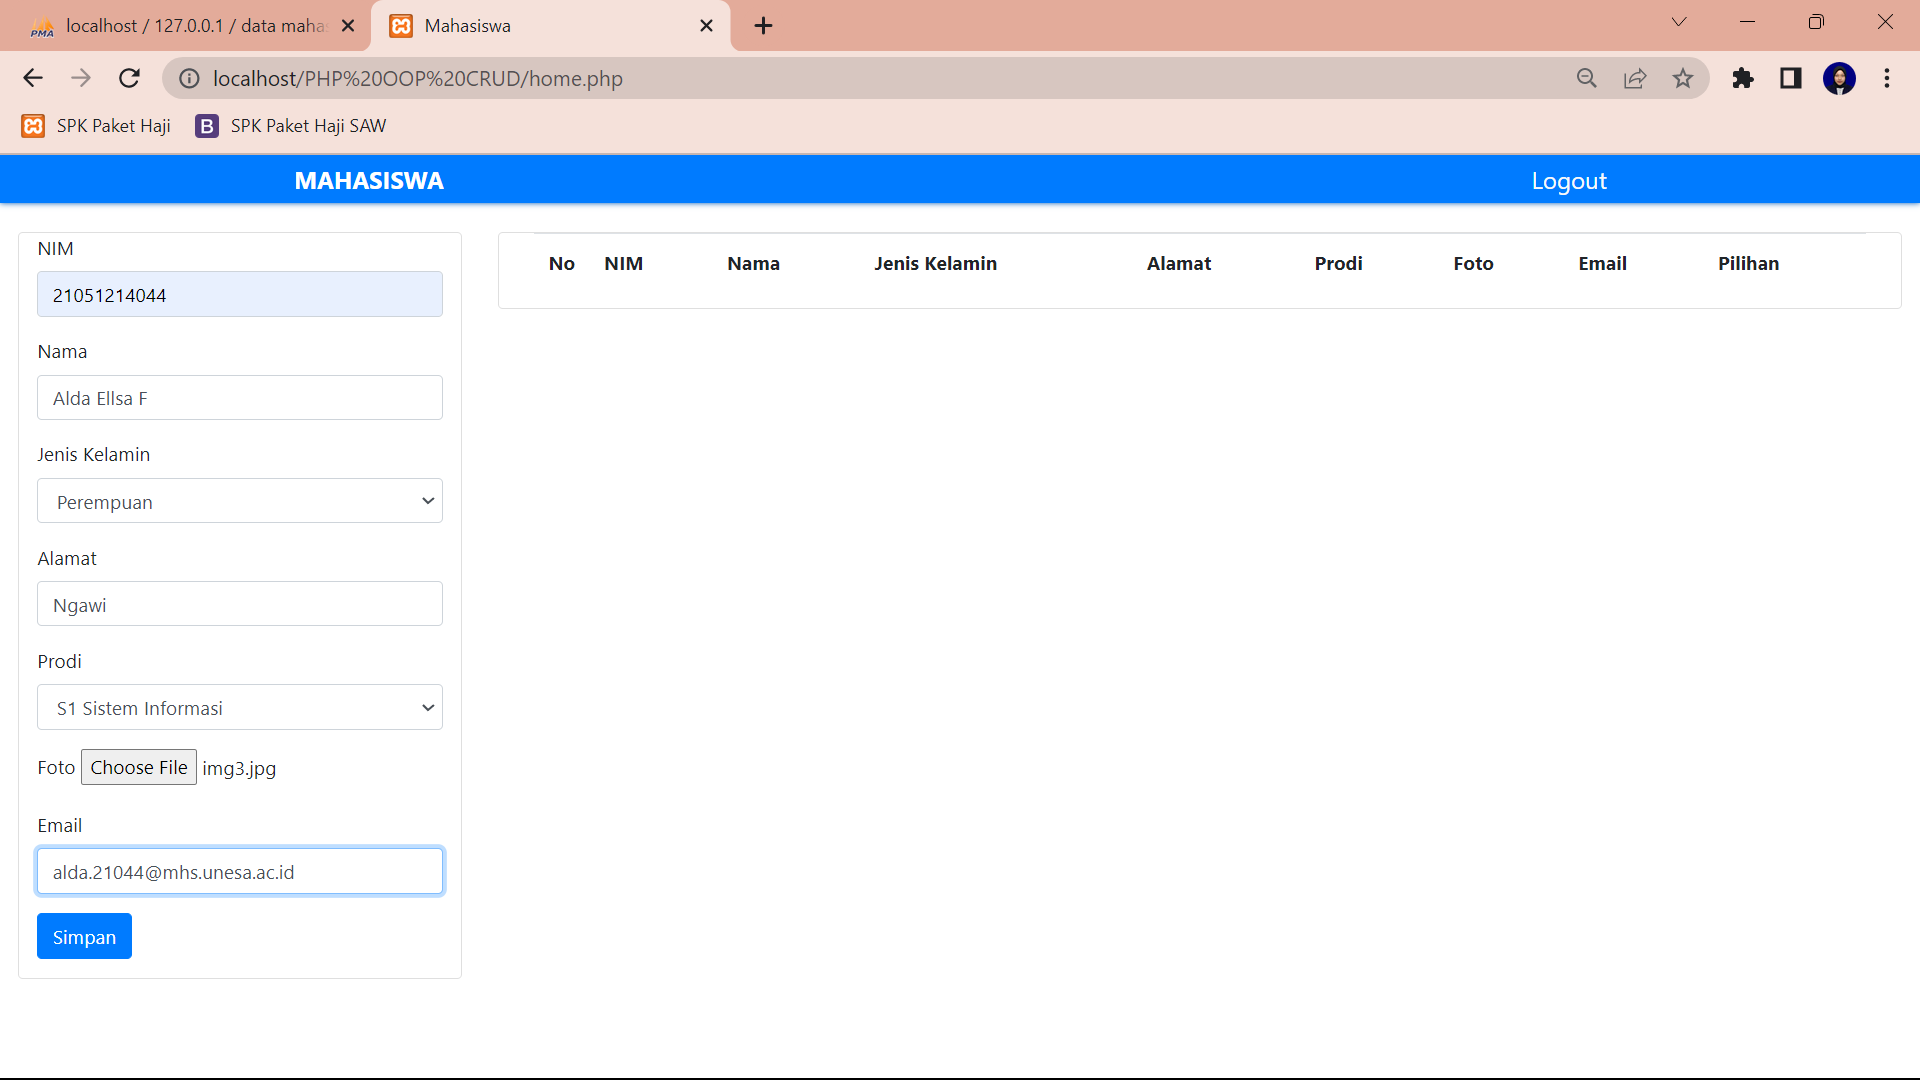 PMA localhost / 127.0.0.1 / data maha
Mahasiswa
localhost/PHP%20OOP%20CRUD/home.php
SPK Paket Haji
B SPK Paket Haji SAW
MAHASISWA
Logout
NIM
21051214044
Nama
Alda Ellsa F
Jenis Kelamin
Perempuan
Alamat
Ngawi
Prodi
S1 Sistem Informasi
Foto Choose File img3.jpg
Email
alda.21044@mhs.unesa.ac.id
Simpan
No NIM Nama Jenis Kelamin Alamat Prodi Foto Email Pilihan